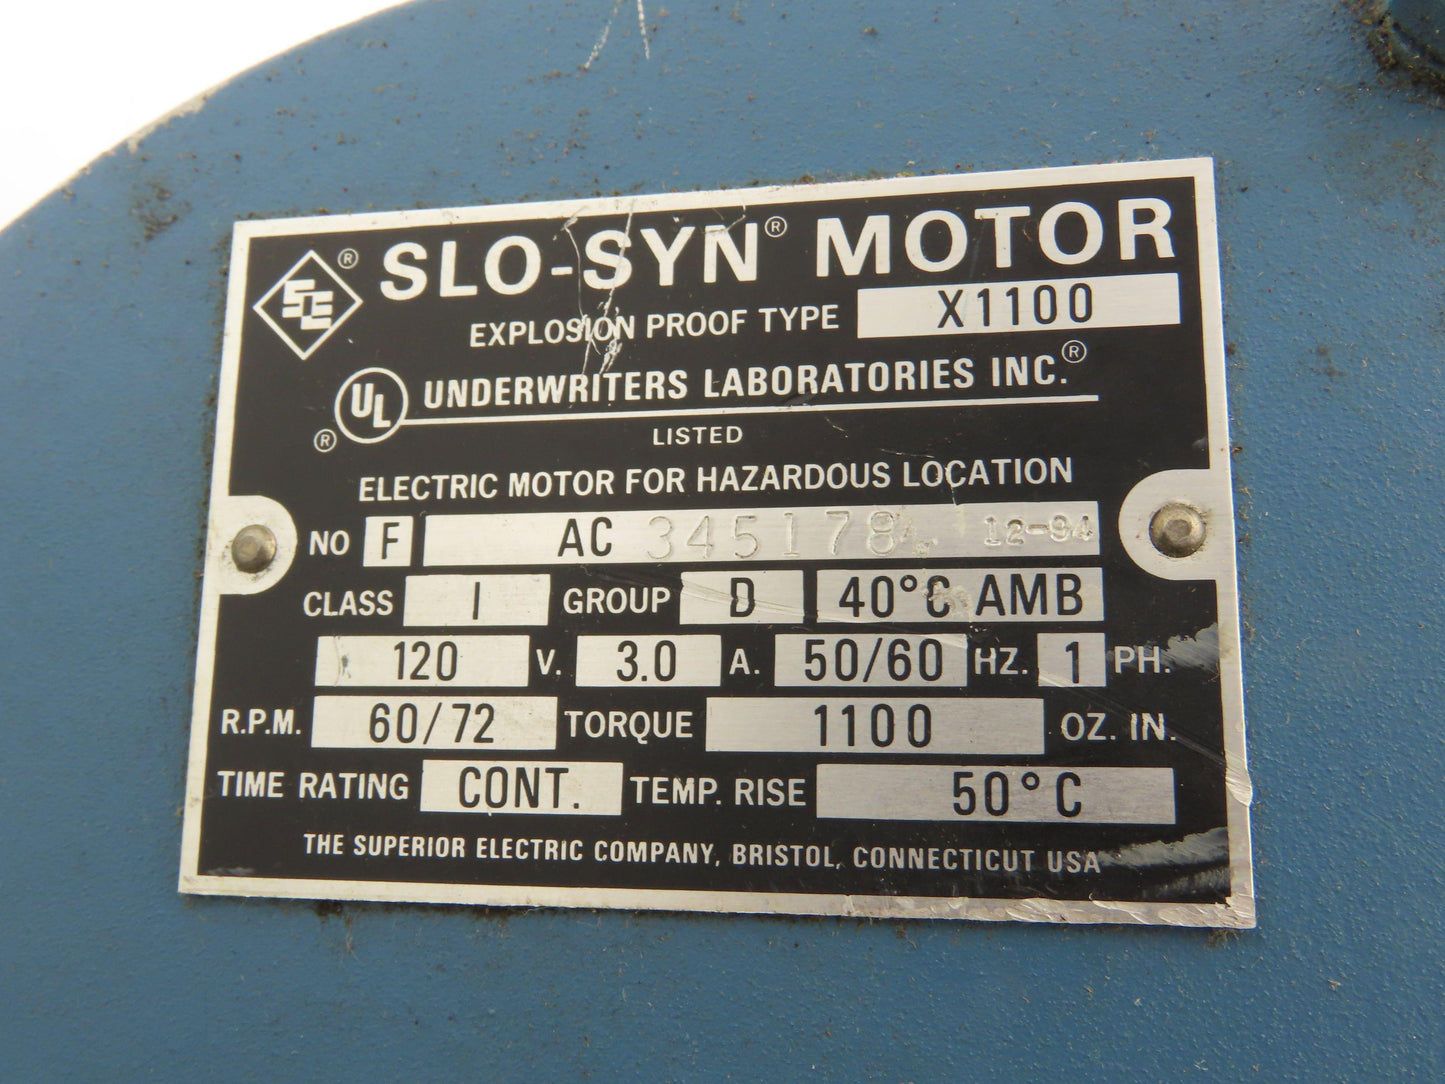 SE® SLO-SYN® MOTOR
EXPLOSION PROOF TYPE X1100
UL® UNDERWRITERS LABORATORIES INC.®
LISTED
ELECTRIC MOTOR FOR HAZARDOUS LOCATION
NO F AC 345178 12-94
CLASS I GROUP D 40°C AMB
120 V. 3.0 A. 50/60 HZ. 1 PH.
R.P.M. 60/72 TORQUE 1100 OZ. IN.
TIME RATING CONT. TEMP. RISE 50°C
THE SUPERIOR ELECTRIC COMPANY, BRISTOL, CONNECTICUT USA